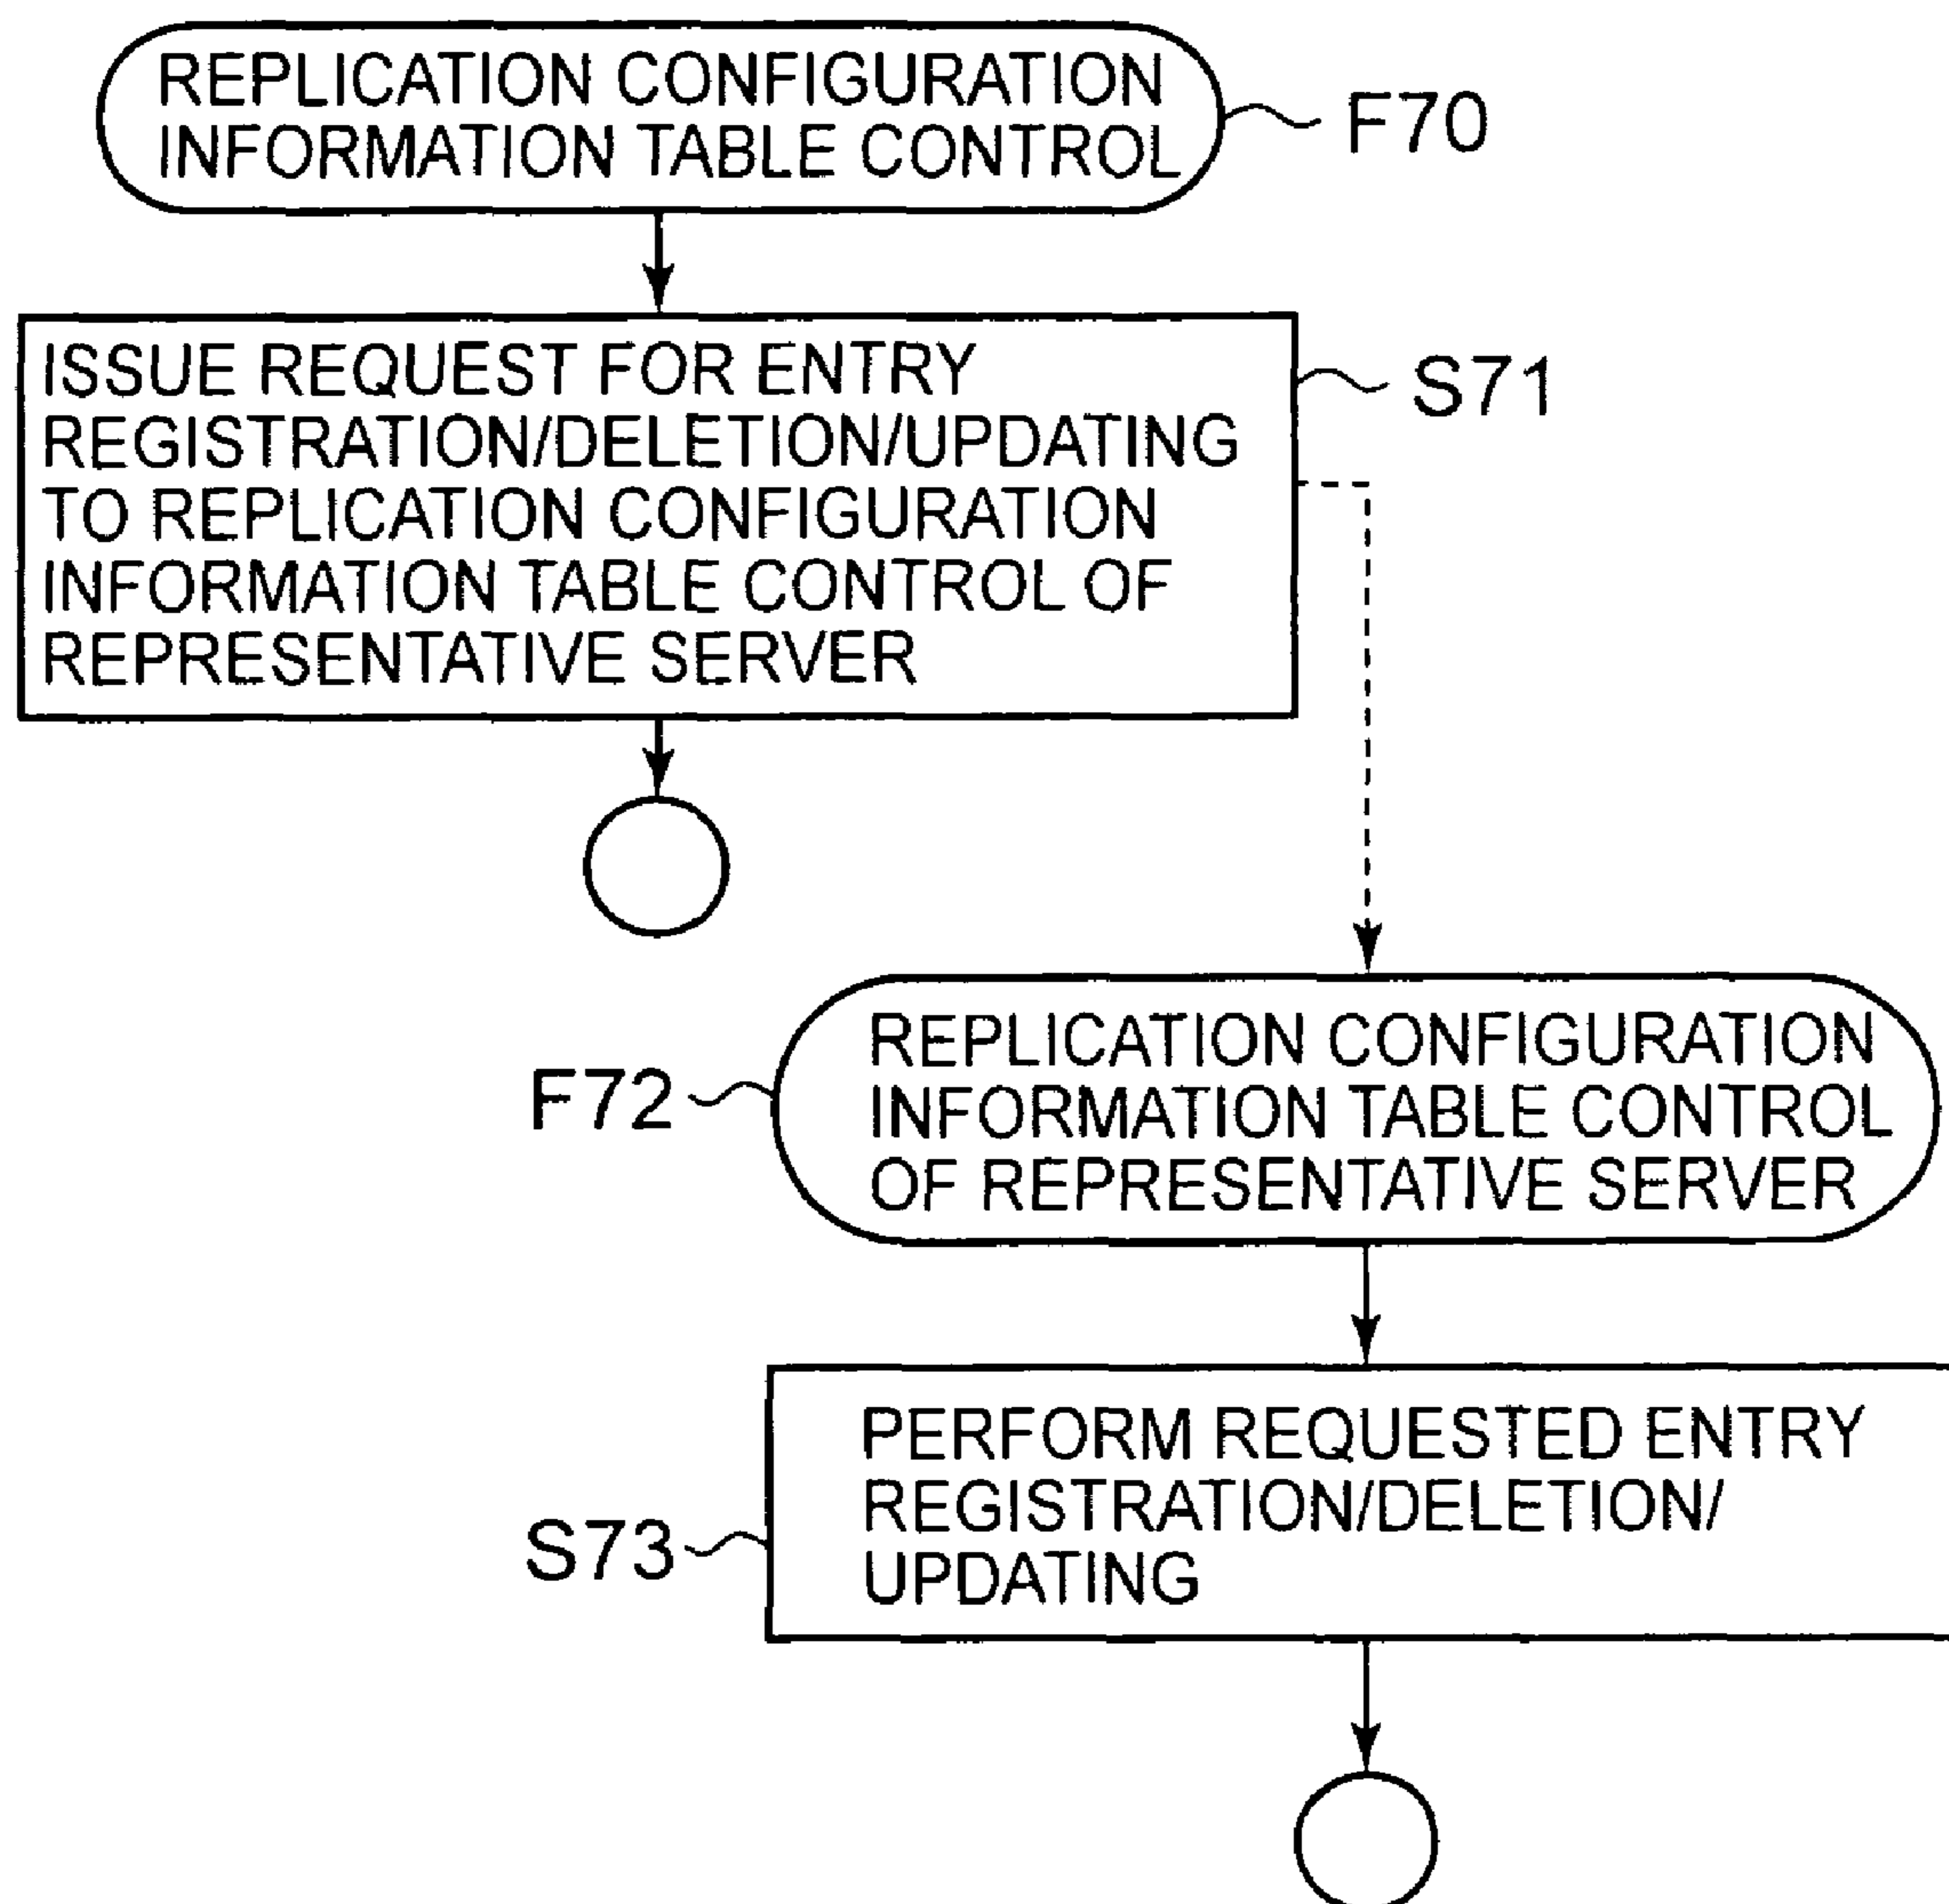 REPLICATION CONFIGURATION
INFORMATION TABLE CONTROL
F70
ISSUE REQUEST FOR ENTRY
REGISTRATION/DELETION/UPDATING
TO REPLICATION CONFIGURATION
INFORMATION TABLE CONTROL OF
REPRESENTATIVE SERVER
S71
F72
REPLICATION CONFIGURATION
INFORMATION TABLE CONTROL
OF REPRESENTATIVE SERVER
S73
PERFORM REQUESTED ENTRY
REGISTRATION/DELETION/
UPDATING